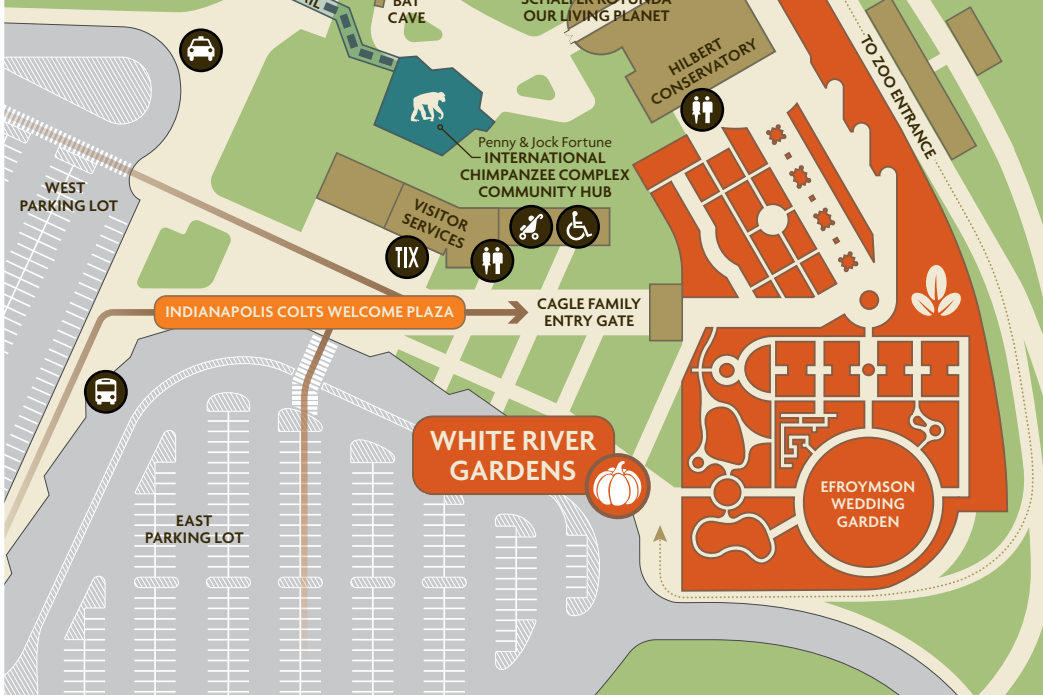 BAT
CAVE
SCHAEFER ROTUNDA
OUR LIVING PLANET
HILBERT
CONSERVATORY
TO ZOO ENTRANCE
Penny & Jock Fortune
INTERNATIONAL
CHIMPANZEE COMPLEX
COMMUNITY HUB
WEST
PARKING LOT
VISITOR
SERVICES
TIX
INDIANAPOLIS COLTS WELCOME PLAZA
CAGLE FAMILY
ENTRY GATE
WHITE RIVER
GARDENS
EFROYMSON
WEDDING
GARDEN
EAST
PARKING LOT